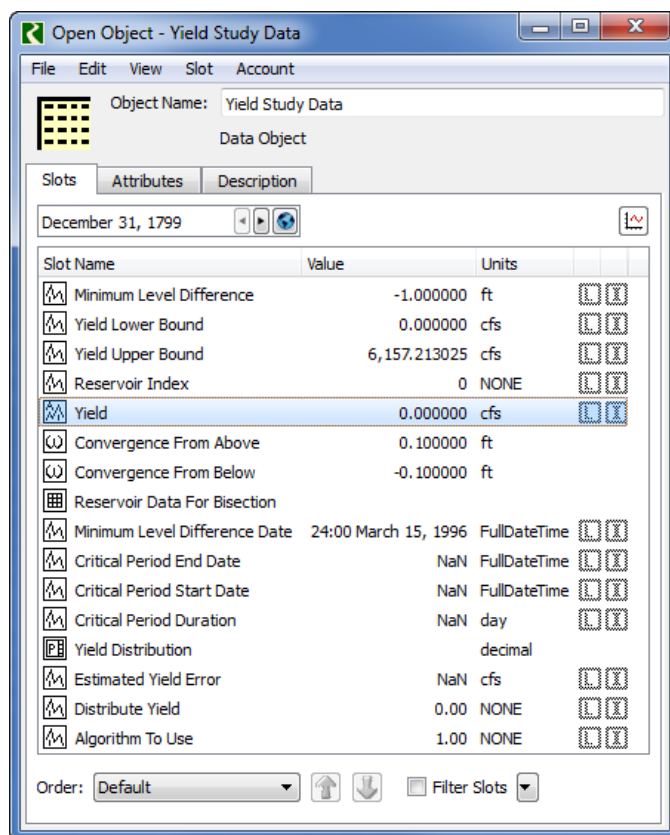 Open Object - Yield Study Data
File Edit View Slot Account
Object Name: Yield Study Data
Data Object
Slots Attributes Description
December 31, 1799
Slot Name Value Units
Minimum Level Difference -1.000000 ft
Yield Lower Bound 0.000000 cfs
Yield Upper Bound 6,157.213025 cfs
Reservoir Index 0 NONE
Yield 0.000000 cfs
Convergence From Above 0.100000 ft
Convergence From Below -0.100000 ft
Reservoir Data For Bisection
Minimum Level Difference Date 24:00 March 15, 1996 FullDateTime
Critical Period End Date NaN FullDateTime
Critical Period Start Date NaN FullDateTime
Critical Period Duration NaN day
Yield Distribution decimal
Estimated Yield Error NaN cfs
Distribute Yield 0.00 NONE
Algorithm To Use 1.00 NONE
Order: Default Filter Slots